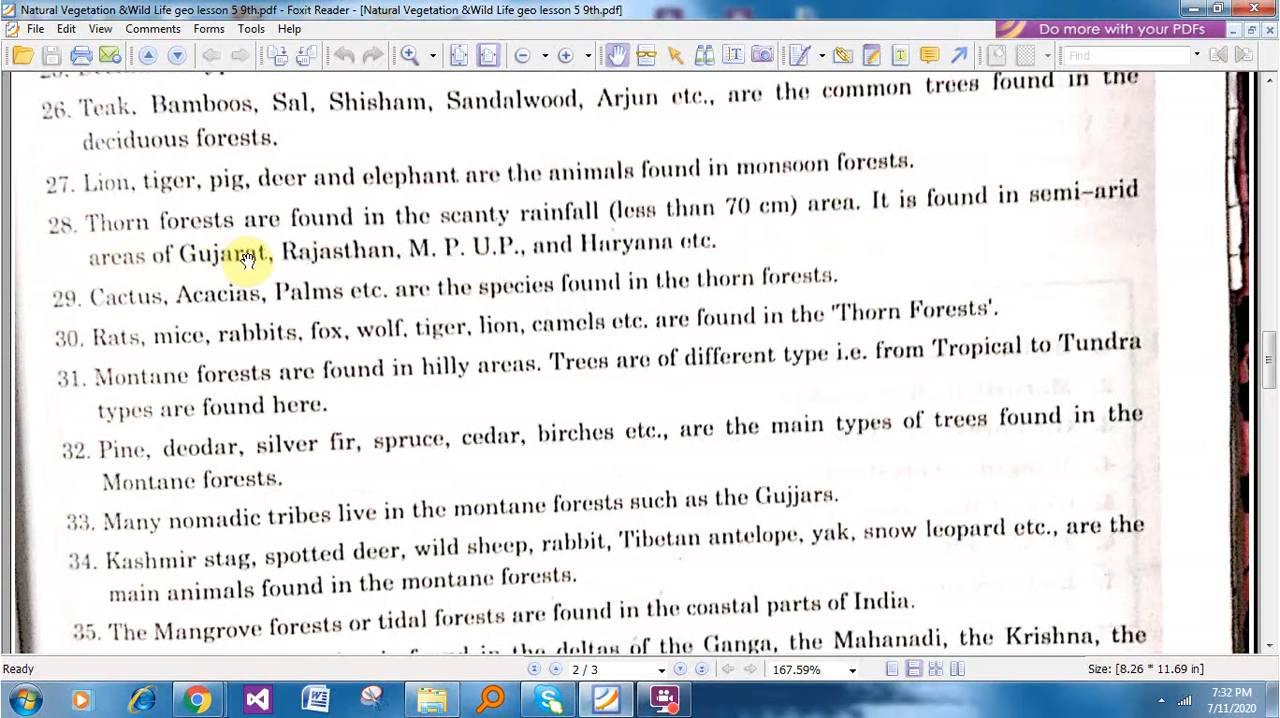 Natural Vegetation &Wild Life geo lesson 5 9th.pdf - Foxit Reader - [Natural Vegetation &Wild Life geo lesson 5 9th.pdf]
File Edit View Comments Forms Tools Help
Do more with your PDFs
Find
26. Teak, Bamboos, Sal, Shisham, Sandalwood, Arjun etc., are the common trees found in the
deciduous forests.
27. Lion, tiger, pig, deer and elephant are the animals found in monsoon forests.
28. Thorn forests are found in the scanty rainfall (less than 70 cm) area. It is found in semi-arid
areas of Gujarat, Rajasthan, M. P. U.P., and Haryana etc.
29. Cactus, Acacias, Palms etc. are the species found in the thorn forests.
30. Rats, mice, rabbits, fox, wolf, tiger, lion, camels etc. are found in the 'Thorn Forests'.
31. Montane forests are found in hilly areas. Trees are of different type i.e. from Tropical to Tundra
types are found here.
32. Pine, deodar, silver fir, spruce, cedar, birches etc., are the main types of trees found in the
Montane forests.
33. Many nomadic tribes live in the montane forests such as the Gujjars.
34. Kashmir stag, spotted deer, wild sheep, rabbit, Tibetan antelope, yak, snow leopard etc., are the
main animals found in the montane forests.
35. The Mangrove forests or tidal forests are found in the coastal parts of India.
found in the deltas of the Ganga, the Mahanadi, the Krishna, the
Ready 2 / 3 167.59% Size: [8.26 * 11.69 in]
7:32 PM
7/11/2020